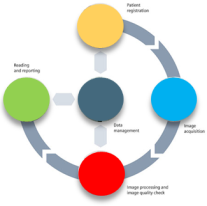 Patient
registration
Reading
and reporting
Data
management
Image
acquisition
Image processing and
image quality check